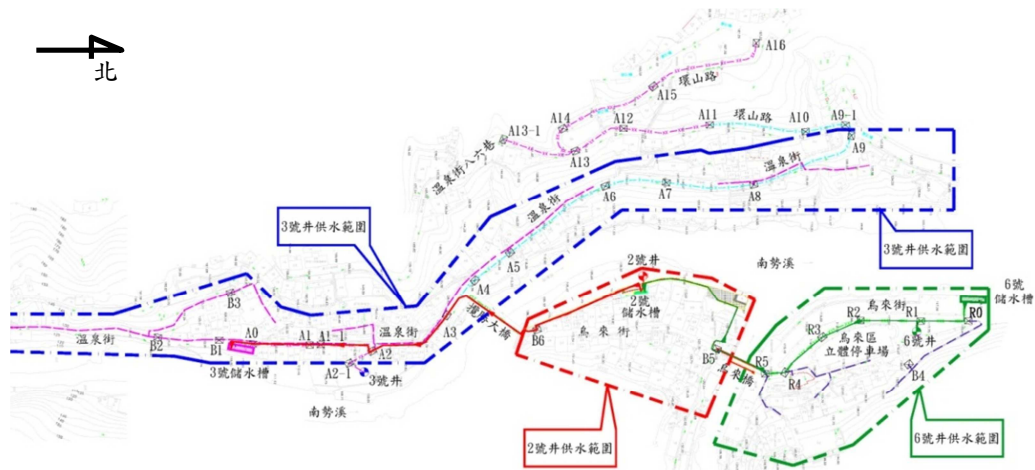 北
A16
A15
環山路
A14
A12
A11
環山路
A10
A9-1
A13-1
A13
A9
溫泉街八六巷
溫泉街
A6
A7
A8
溫泉街
3號井供水範圍
3號井供水範圍
A5
A4
2號井
南勢溪
6號
儲水槽
B3
2號
儲水槽
烏來街
R2
R1
R0
溫泉街
B2
B1
A0
A1
A1-1
溫泉街
A2
A3
B6
烏來街
R3
烏來區
立體停車場
6號井
3號儲水槽
A2-1
3號井
B5
烏來橋
R5
R4
B4
南勢溪
2號井供水範圍
6號井供水範圍